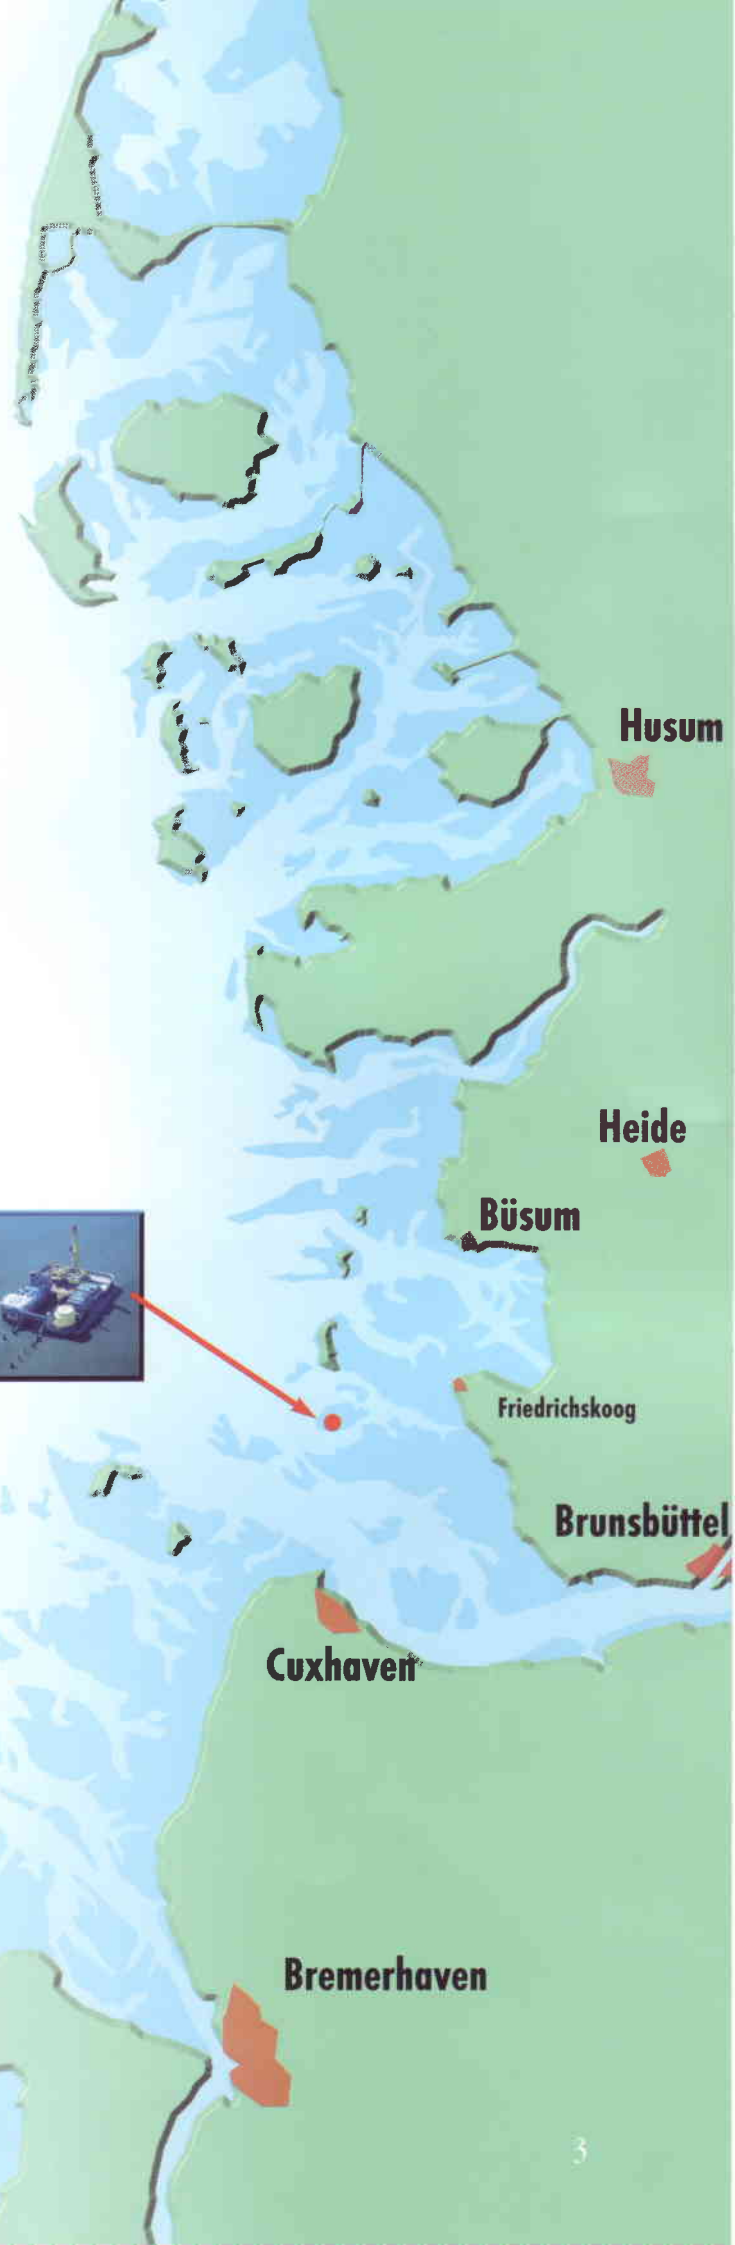 Husum
Heide
Büsum
Friedrichskoog
Brunsbüttel
Cuxhaven
Bremerhaven
3